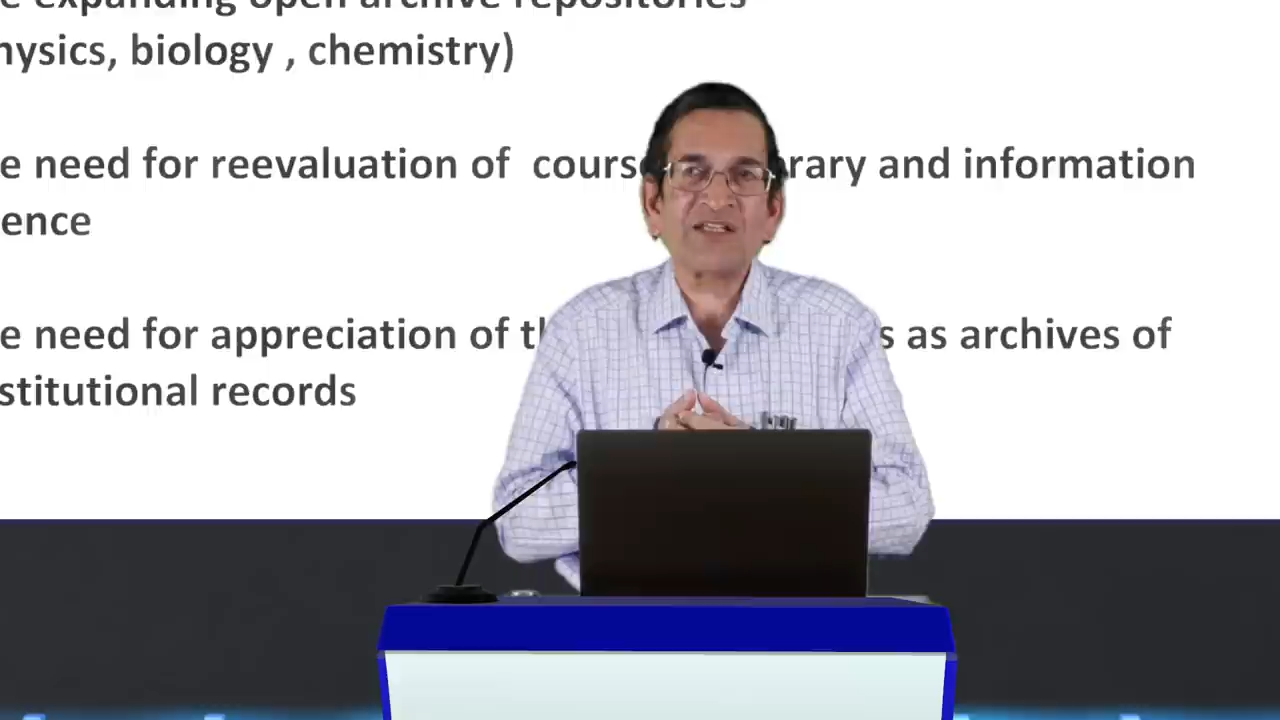 e expanding open archive repositories
hysics, biology , chemistry)
e need for reevaluation of cours rary and information
ence
e need for appreciation of th s as archives of
stitutional records